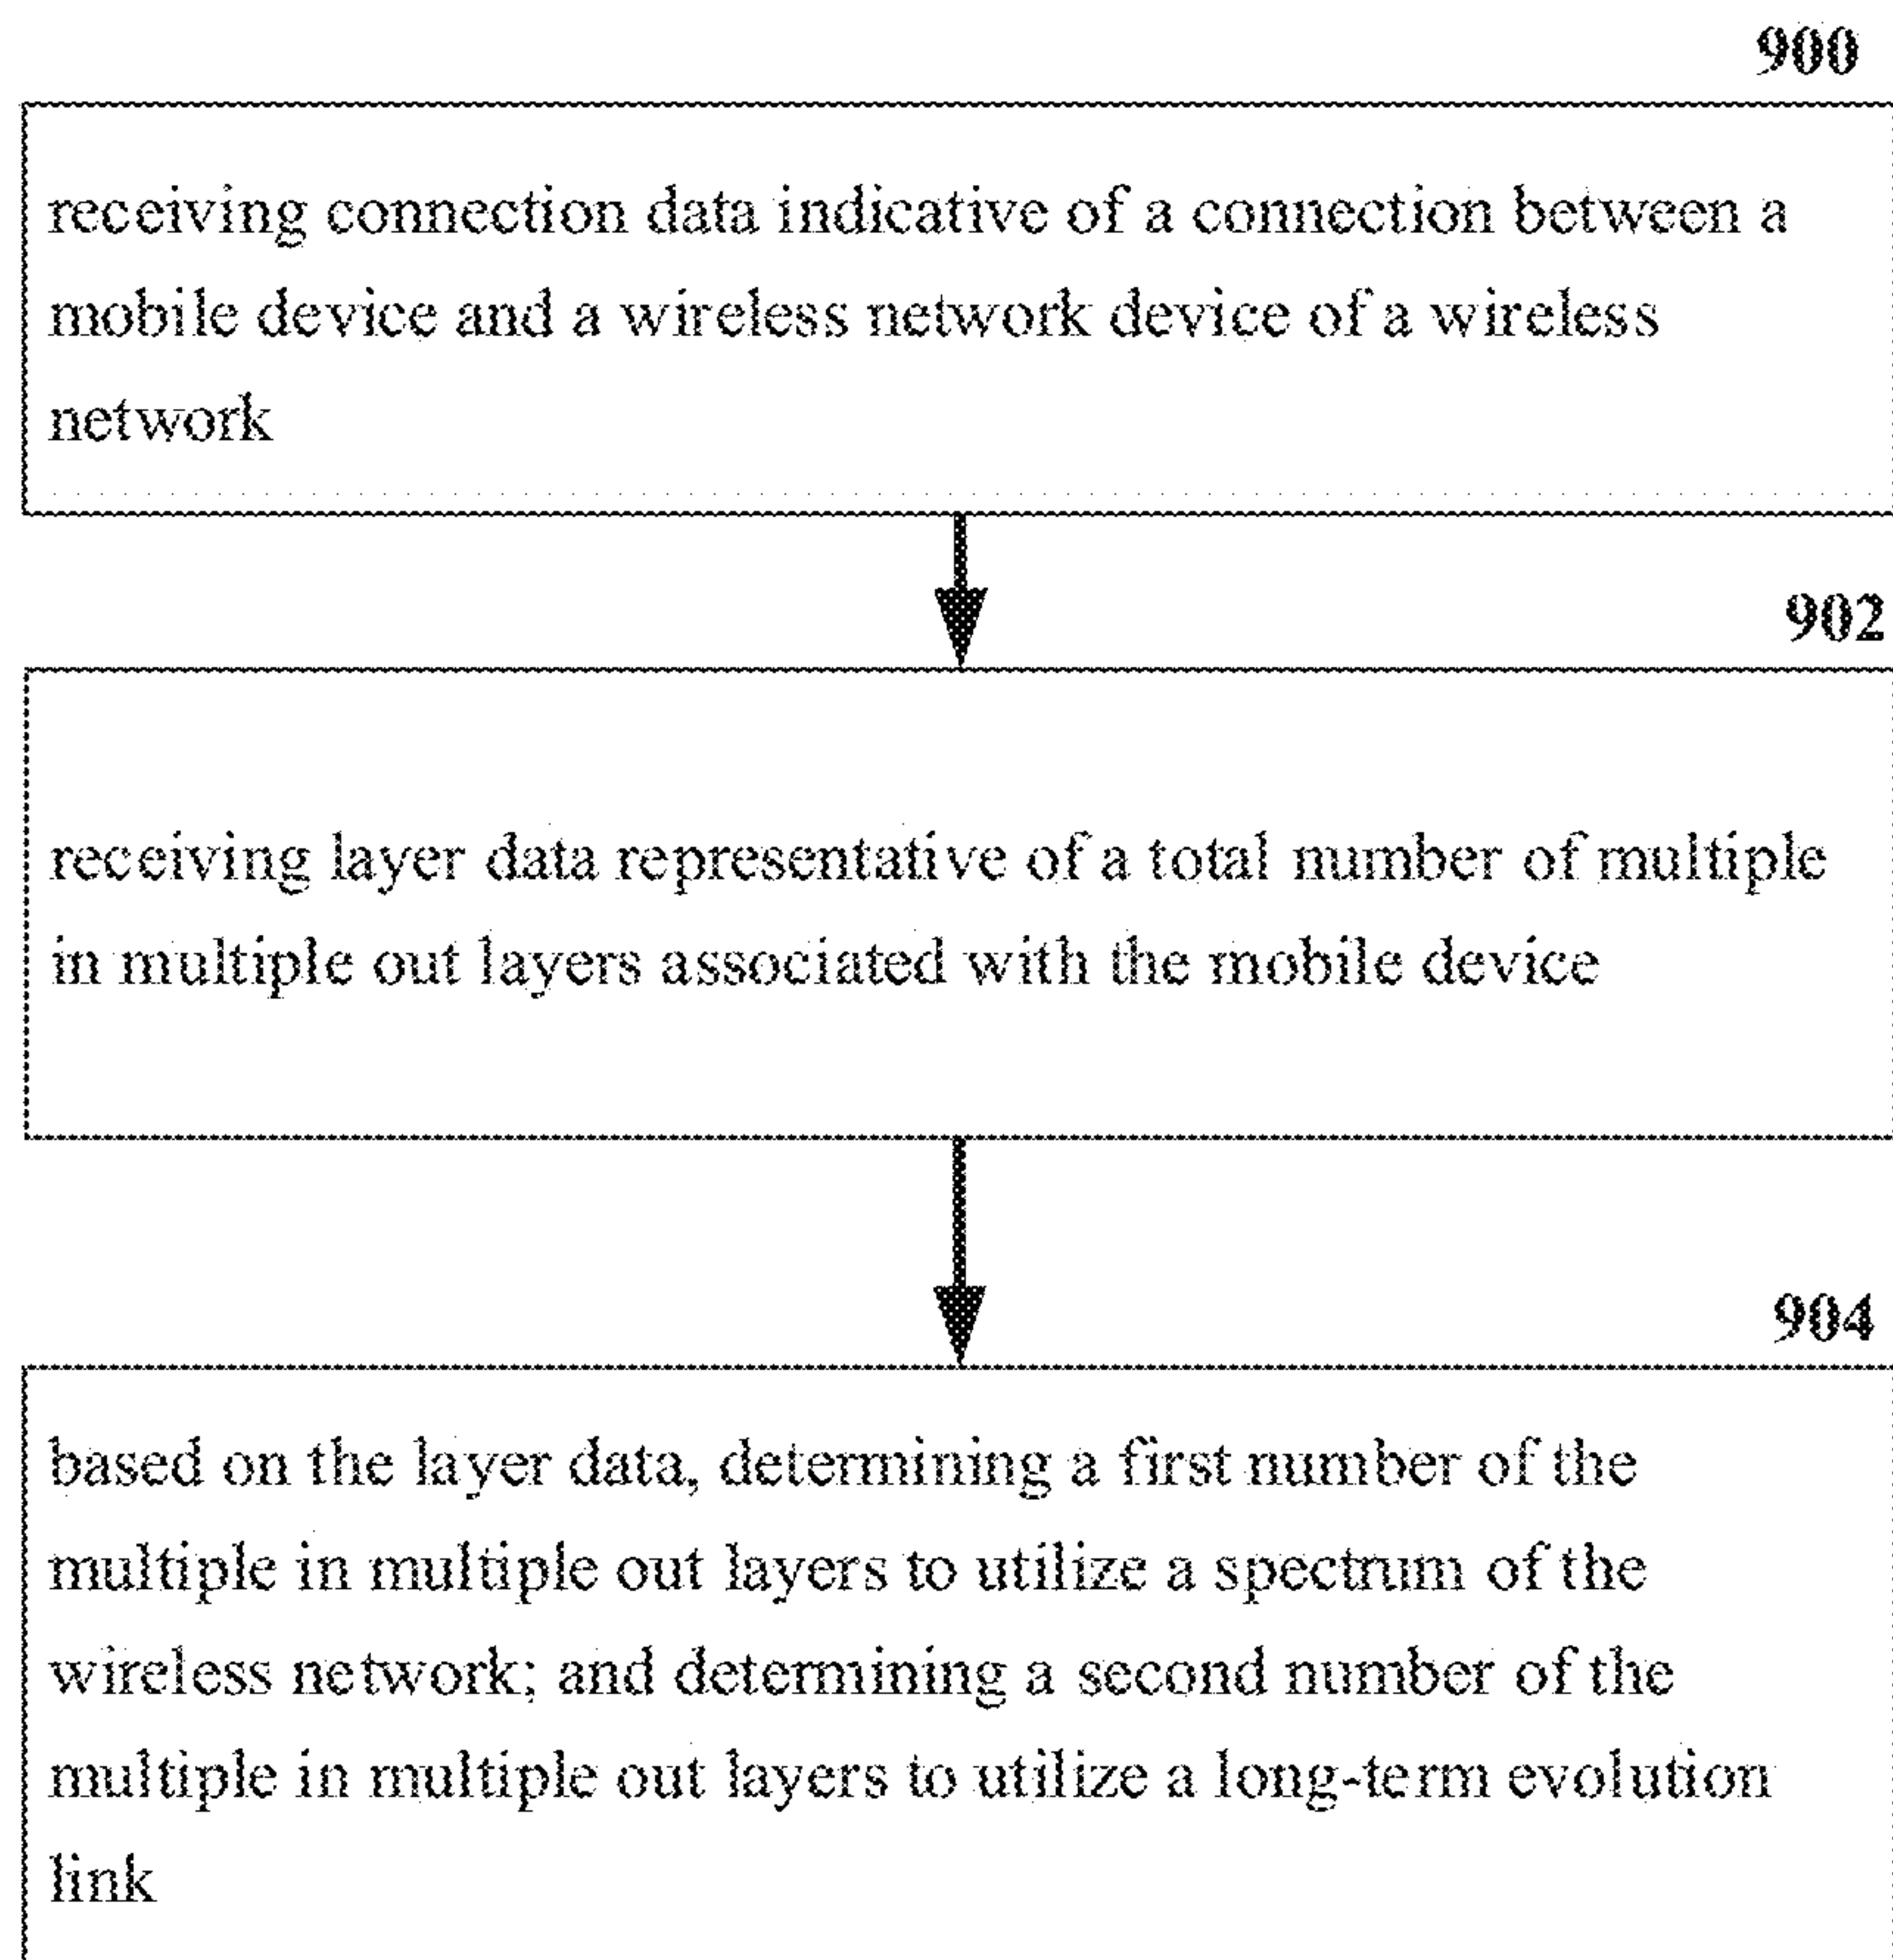 900
receiving connection data indicative of a connection between a
mobile device and a wireless network device of a wireless
network
902
receiving layer data representative of a total number of multiple
in multiple out layers associated with the mobile device
904
based on the layer data, determining a first number of the
multiple in multiple out layers to utilize a spectrum of the
wireless network; and determining a second number of the
multiple in multiple out layers to utilize a long-term evolution
link